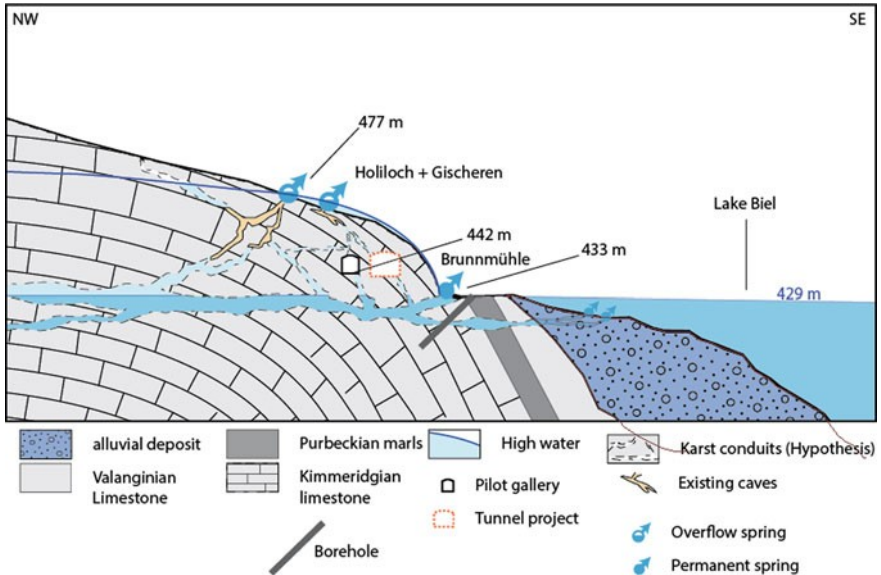 NW
SE
477 m
Holiloch + Gischeren
442 m
Brunnmühle
433 m
Lake Biel
429 m
alluvial deposit
Purbeckian marls
High water
Karst conduits (Hypothesis)
Valanginian
Limestone
Kimmeridgian
limestone
Pilot gallery
Existing caves
Tunnel project
Borehole
Overflow spring
Permanent spring